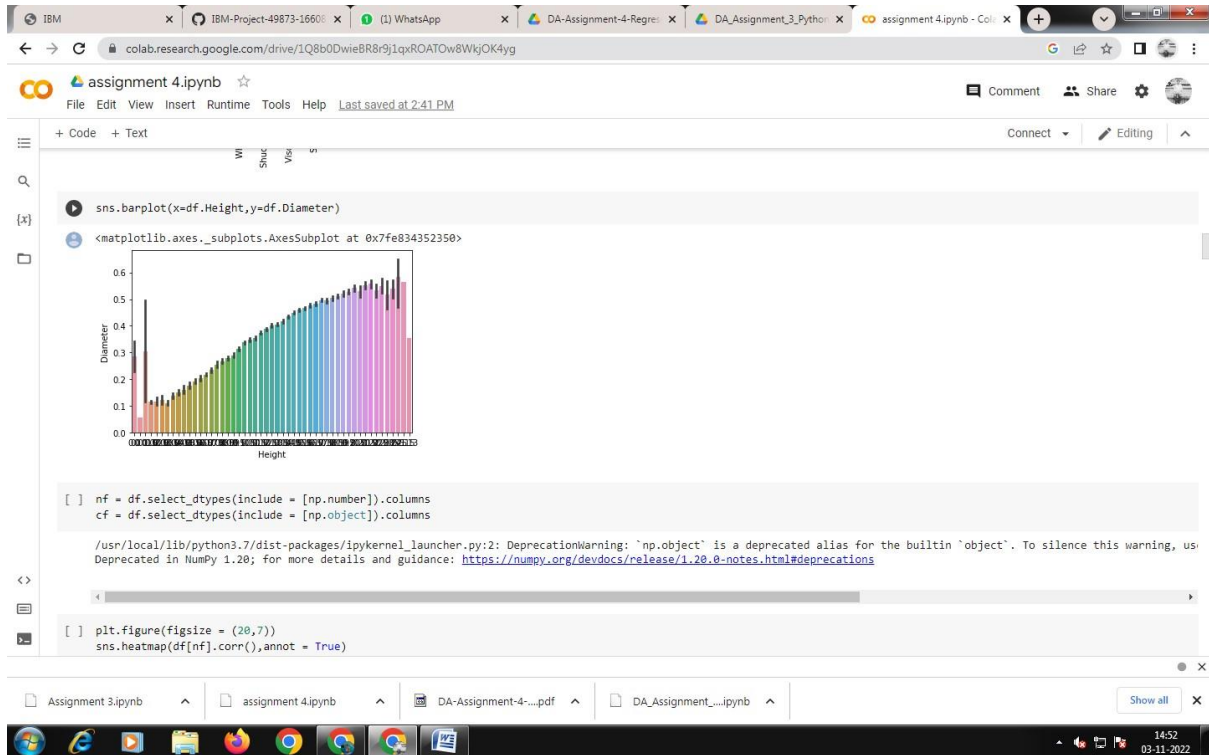 IBM
IBM-Project-49873-16608
(1) WhatsApp
DA-Assignment-4-Regres
DA_Assignment_3_Python
assignment 4.ipynb - Cola
colab.research.google.com/drive/1Q8b0DwieBR8r9j1qxROATOw8WkjOK4yg
assignment 4.ipynb
File Edit View Insert Runtime Tools Help Last saved at 2:41 PM
Comment Share
+ Code + Text
Connect Editing
sns.barplot(x=df.Height,y=df.Diameter)
<matplotlib.axes._subplots.AxesSubplot at 0x7fe834352350>
0.6
0.5
0.4
0.3
0.2
0.1
0.0
Diameter
Height
[ ] nf = df.select_dtypes(include = [np.number]).columns
cf = df.select_dtypes(include = [np.object]).columns
/usr/local/lib/python3.7/dist-packages/ipykernel_launcher.py:2: DeprecationWarning: `np.object` is a deprecated alias for the builtin `object`. To silence this warning, us
Deprecated in NumPy 1.20; for more details and guidance: https://numpy.org/devdocs/release/1.20.0-notes.html#deprecations
[ ] plt.figure(figsize = (20,7))
sns.heatmap(df[nf].corr(),annot = True)
Assignment 3.ipynb
assignment 4.ipynb
DA-Assignment-4-....pdf
DA_Assignment_....ipynb
Show all
14:52
03-11-2022